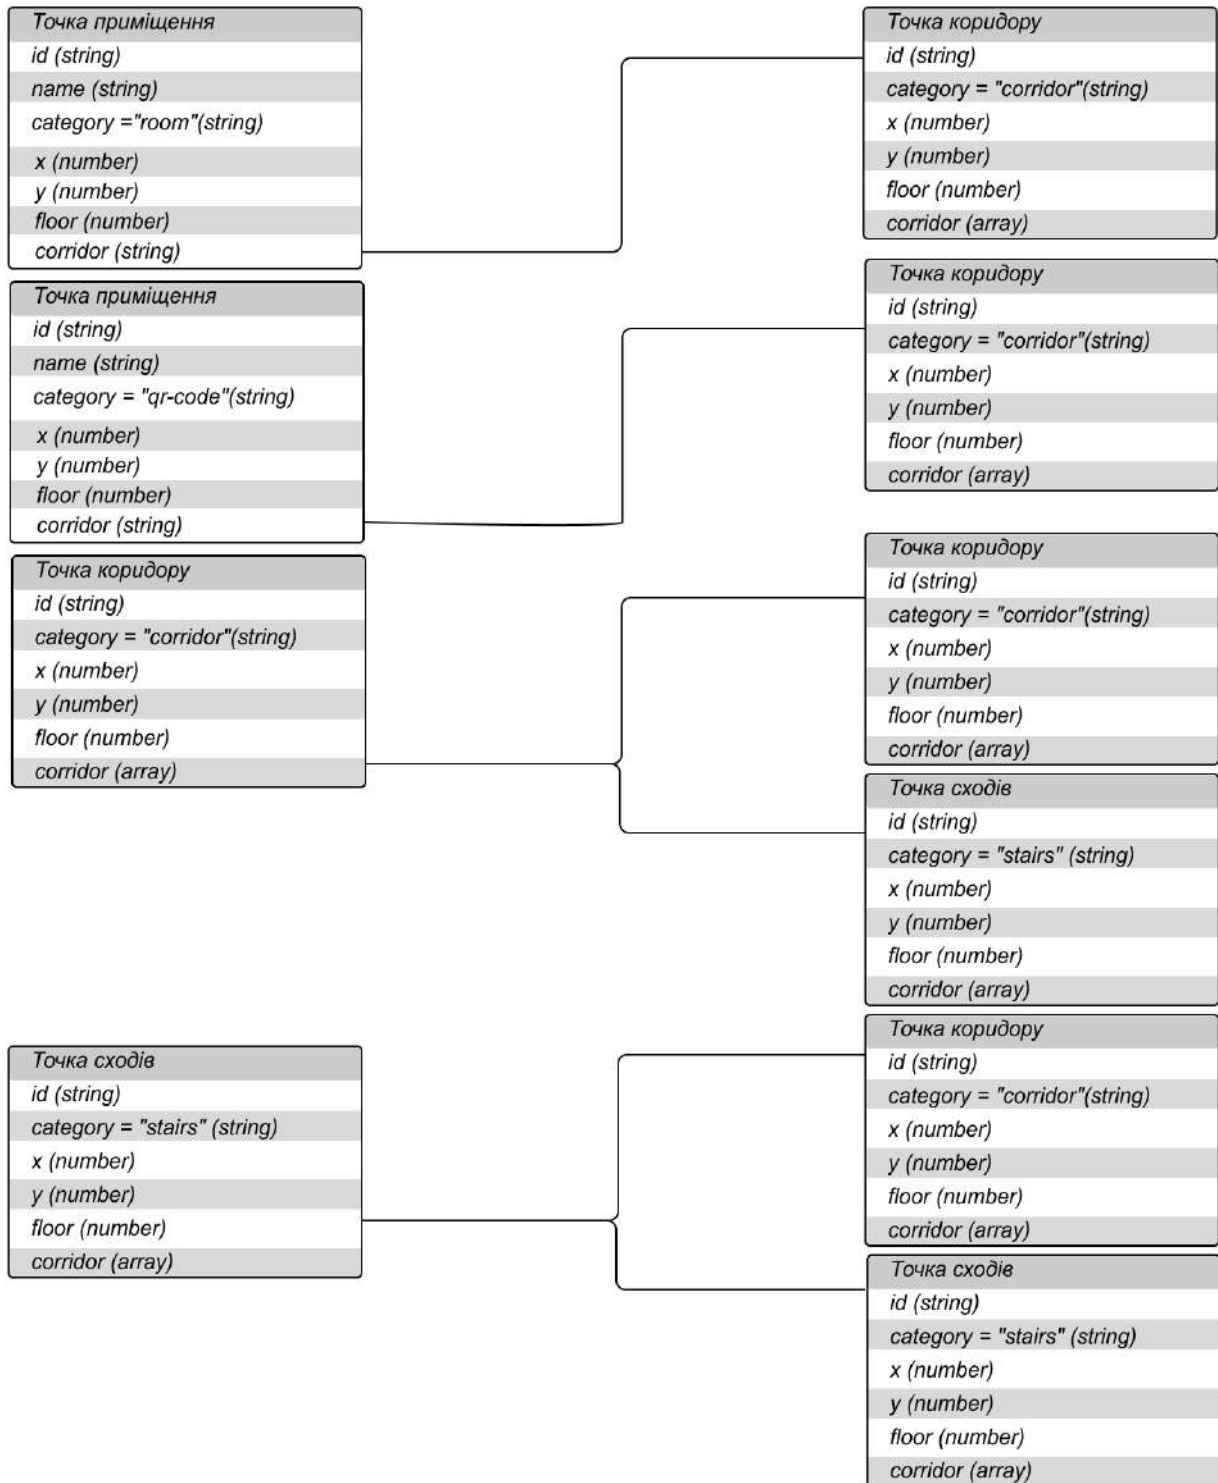 Точка приміщення
id (string)
name (string)
category ="room"(string)
x (number)
y (number)
floor (number)
corridor (string)
Точка приміщення
id (string)
name (string)
category = "qr-code"(string)
x (number)
y (number)
floor (number)
corridor (string)
Точка коридору
id (string)
category = "corridor"(string)
x (number)
y (number)
floor (number)
corridor (array)
Точка сходів
id (string)
category = "stairs" (string)
x (number)
y (number)
floor (number)
corridor (array)
Точка коридору
id (string)
category = "corridor"(string)
x (number)
y (number)
floor (number)
corridor (array)
Точка коридору
id (string)
category = "corridor"(string)
x (number)
y (number)
floor (number)
corridor (array)
Точка коридору
id (string)
category = "corridor"(string)
x (number)
y (number)
floor (number)
corridor (array)
Точка сходів
id (string)
category = "stairs" (string)
x (number)
y (number)
floor (number)
corridor (array)
Точка коридору
id (string)
category = "corridor"(string)
x (number)
y (number)
floor (number)
corridor (array)
Точка сходів
id (string)
category = "stairs" (string)
x (number)
y (number)
floor (number)
corridor (array)